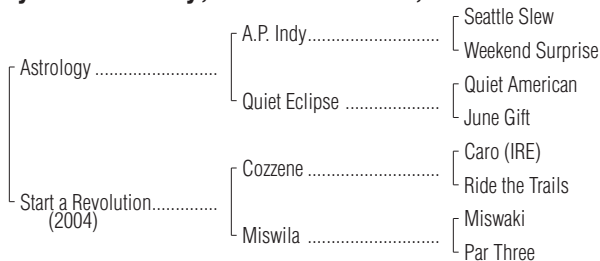 Seattle Slew
A.P. Indy
Weekend Surprise
Astrology
Quiet American
Quiet Eclipse
June Gift
Caro (IRE)
Cozzene
Ride the Trails
Start a Revolution
(2004)
Miswaki
Miswila
Par Three